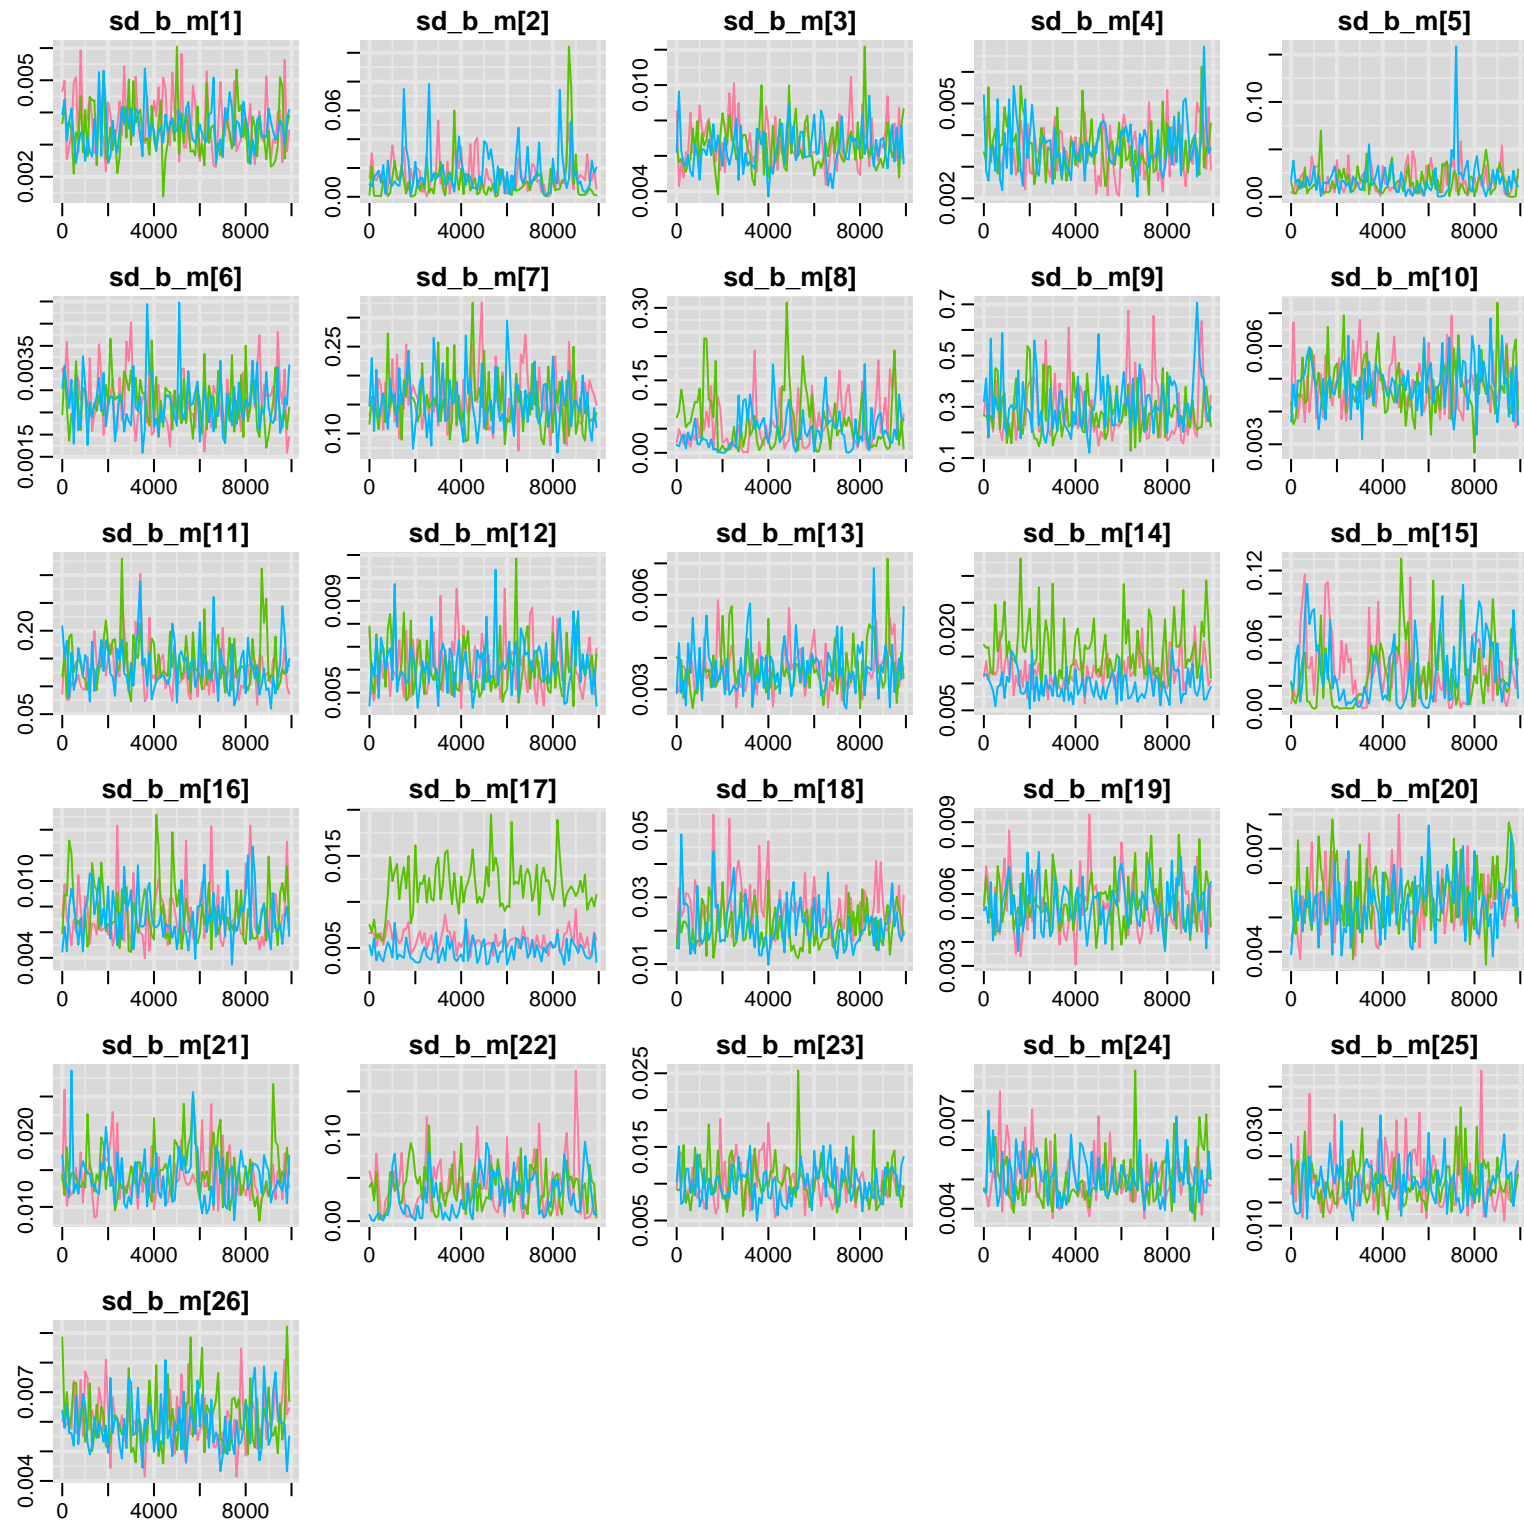 sd_b_m[1] sd_b_m[2] sd_b_m[3] sd_b_m[4] sd_b_m[5]
0.002 0.005 0.00 0.06 0.004 0.010 0.002 0.005 0.00 0.10
0 4000 8000 0 4000 8000 0 4000 8000 0 4000 8000 0 4000 8000
sd_b_m[6] sd_b_m[7] sd_b_m[8] sd_b_m[9] sd_b_m[10]
0.0015 0.0035 0.10 0.25 0.00 0.15 0.30 0.1 0.3 0.5 0.7 0.003 0.006
0 4000 8000 0 4000 8000 0 4000 8000 0 4000 8000 0 4000 8000
sd_b_m[11] sd_b_m[12] sd_b_m[13] sd_b_m[14] sd_b_m[15]
0.05 0.20 0.005 0.009 0.003 0.006 0.005 0.020 0.00 0.06 0.12
0 4000 8000 0 4000 8000 0 4000 8000 0 4000 8000 0 4000 8000
sd_b_m[16] sd_b_m[17] sd_b_m[18] sd_b_m[19] sd_b_m[20]
0.004 0.010 0.005 0.015 0.01 0.03 0.05 0.003 0.006 0.009 0.004 0.007
0 4000 8000 0 4000 8000 0 4000 8000 0 4000 8000 0 4000 8000
sd_b_m[21] sd_b_m[22] sd_b_m[23] sd_b_m[24] sd_b_m[25]
0.010 0.020 0.00 0.10 0.005 0.015 0.025 0.004 0.007 0.010 0.030
0 4000 8000 0 4000 8000 0 4000 8000 0 4000 8000 0 4000 8000
sd_b_m[26]
0.004 0.007
0 4000 8000